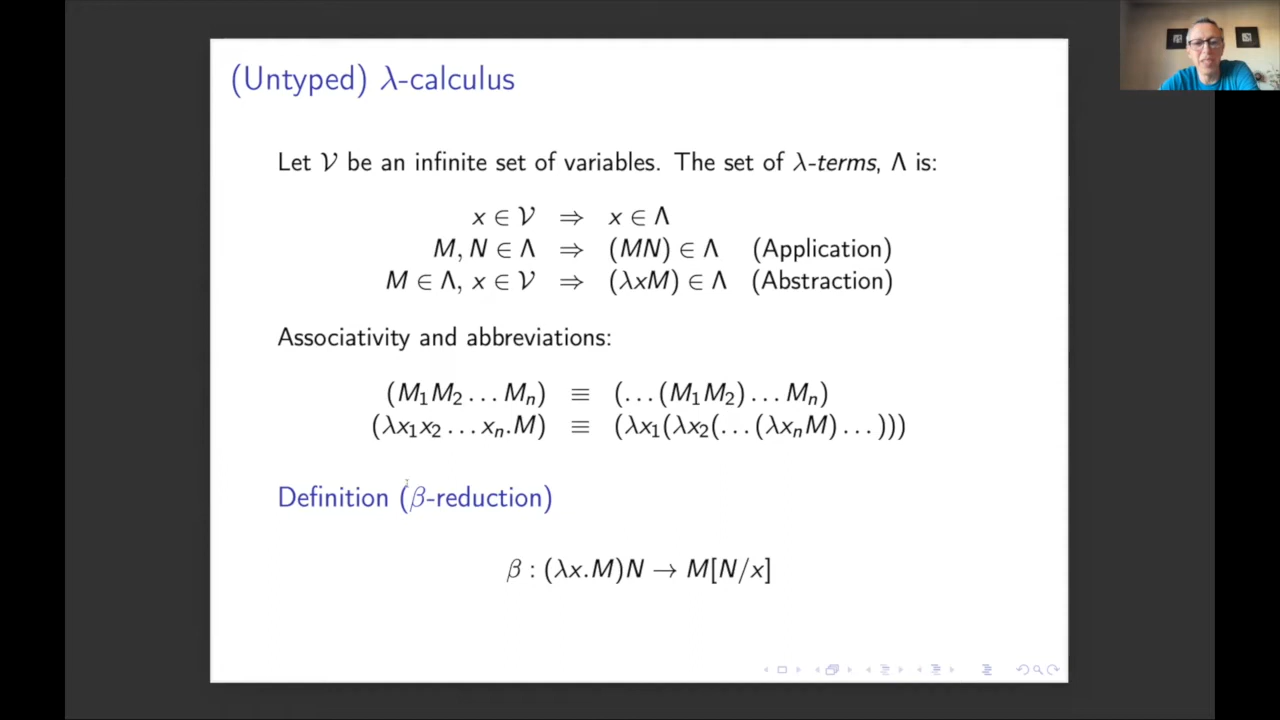 (Untyped) λ-calculus
Let 𝒱 be an infinite set of variables. The set of λ-terms, Λ is:
x ∈ 𝒱 ⇒ x ∈ Λ
M, N ∈ Λ ⇒ (MN) ∈ Λ (Application)
M ∈ Λ, x ∈ 𝒱 ⇒ (λxM) ∈ Λ (Abstraction)
Associativity and abbreviations:
(M₁M₂ … Mₙ) ≡ (… (M₁M₂) … Mₙ)
(λx₁x₂ … xₙ.M) ≡ (λx₁(λx₂(… (λxₙM) …)))
Definition (β-reduction)
β : (λx.M)N → M[N/x]